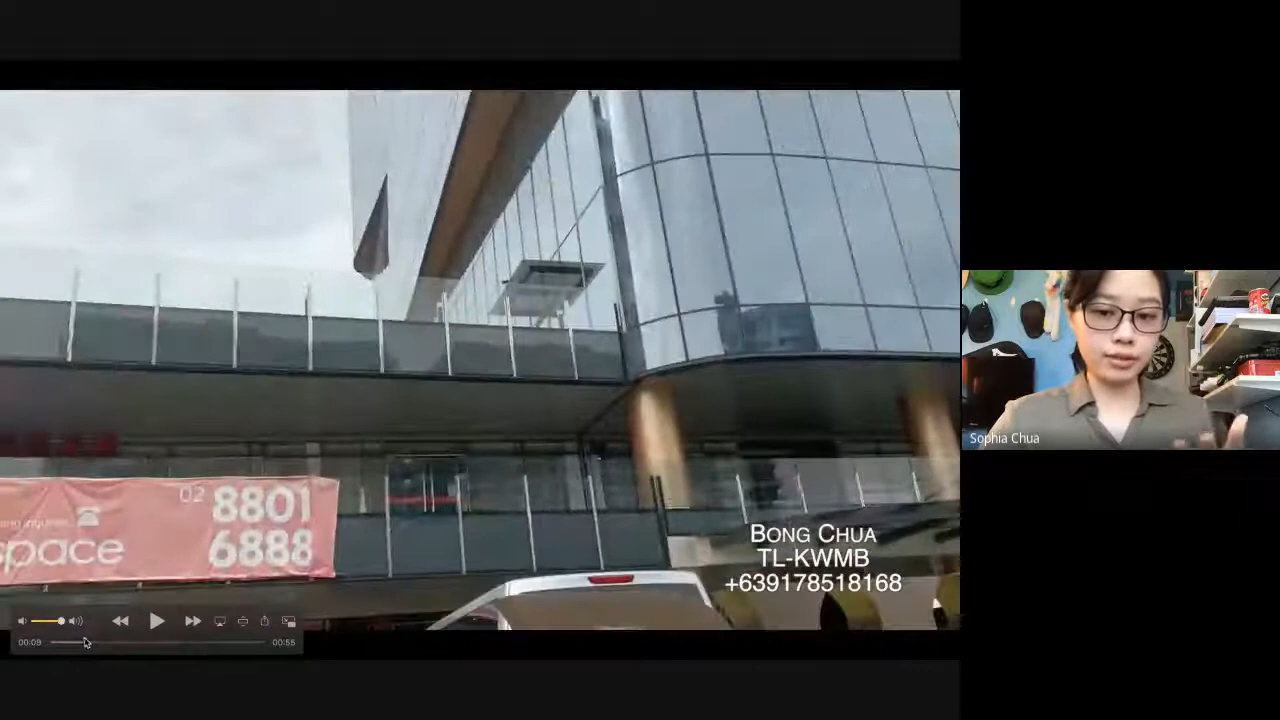 02 8801
space 6888
BONG CHUA
TL-KWMB
+639178518168
00:09
00:55
Sophia Chua